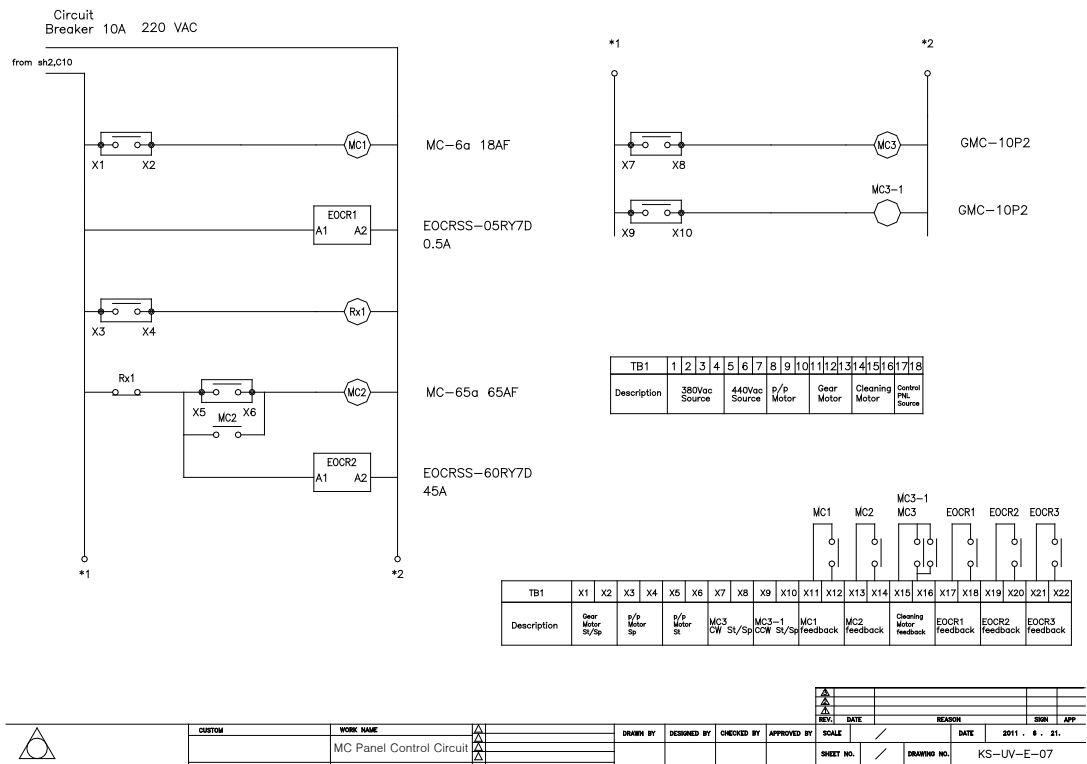 Circuit
Breaker 10A 220 VAC
from sh2,C10
*1 *2
X1 X2 MC1 MC-6a 18AF
EOCR1
A1 A2
EOCRSS-05RY7D
0.5A
X3 X4 Rx1
Rx1 X5 X6 MC2 MC-65a 65AF
MC2
EOCR2
A1 A2
EOCRSS-60RY7D
45A
*1 *2
X7 X8 MC3 GMC-10P2
MC3-1
X9 X10 GMC-10P2
TB1 1 2 3 4 5 6 7 8 9 10 11 12 13 14 15 16 17 18
Description
380Vac
Source
440Vac
Source
p/p
Motor
Gear
Motor
Cleaning
Motor
Control
PNL
Source
MC3-1
MC1 MC2 MC3 EOCR1 EOCR2 EOCR3
TB1 X1 X2 X3 X4 X5 X6 X7 X8 X9 X10 X11 X12 X13 X14 X15 X16 X17 X18 X19 X20 X21 X22
Description
Gear
Motor
St/Sp
p/p
Motor
Sp
p/p
Motor
St
MC3
CW St/Sp
MC3-1
CCW St/Sp
MC1
feedback
MC2
feedback
Cleaning
Motor
feedback
EOCR1
feedback
EOCR2
feedback
EOCR3
feedback
REV. DATE REASON SIGN APP
CUSTOM WORK NAME DRAWN BY DESIGNED BY CHECKED BY APPROVED BY SCALE / DATE 2011 . 6 . 21.
MC Panel Control Circuit
SHEET NO. / DRAWING NO. KS-UV-E-07